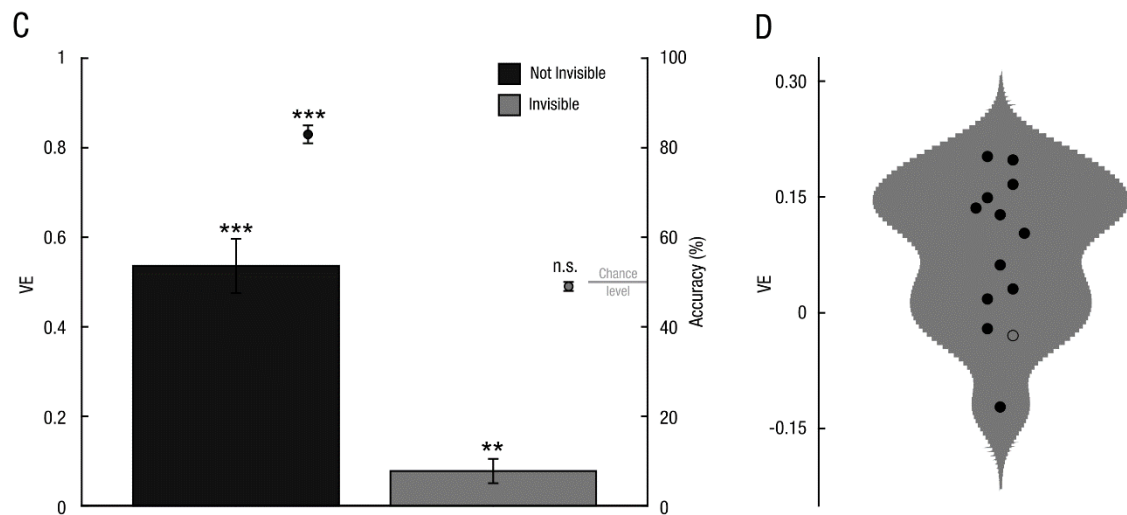 C
1
0.8
0.6
0.4
0.2
0
VE
***
***
**
n.s.
Not Invisible
Invisible
Chance
level
100
80
60
40
20
0
Accuracy (%)
D
0.30
0.15
0
-0.15
VE